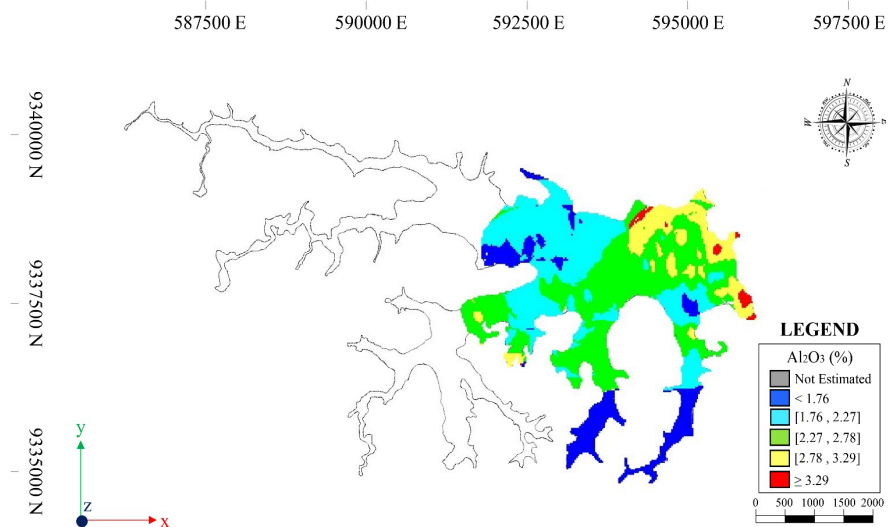 587500 E 590000 E 592500 E 595000 E 597500 E
9340000 N
N
W E
S
9337500 N
LEGEND
Al₂O₃ (%)
Not Estimated
< 1.76
[1.76 , 2.27]
[2.27 , 2.78]
[2.78 , 3.29]
≥ 3.29
9335000 N
y
z
x
0 500 1000 1500 2000